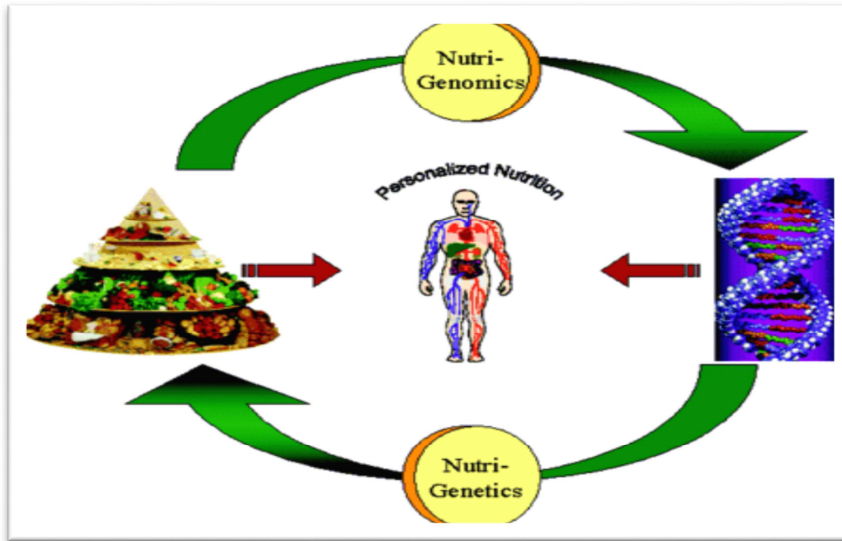 Nutri-
Genomics
Personalized Nutrition
Nutri-
Genetics